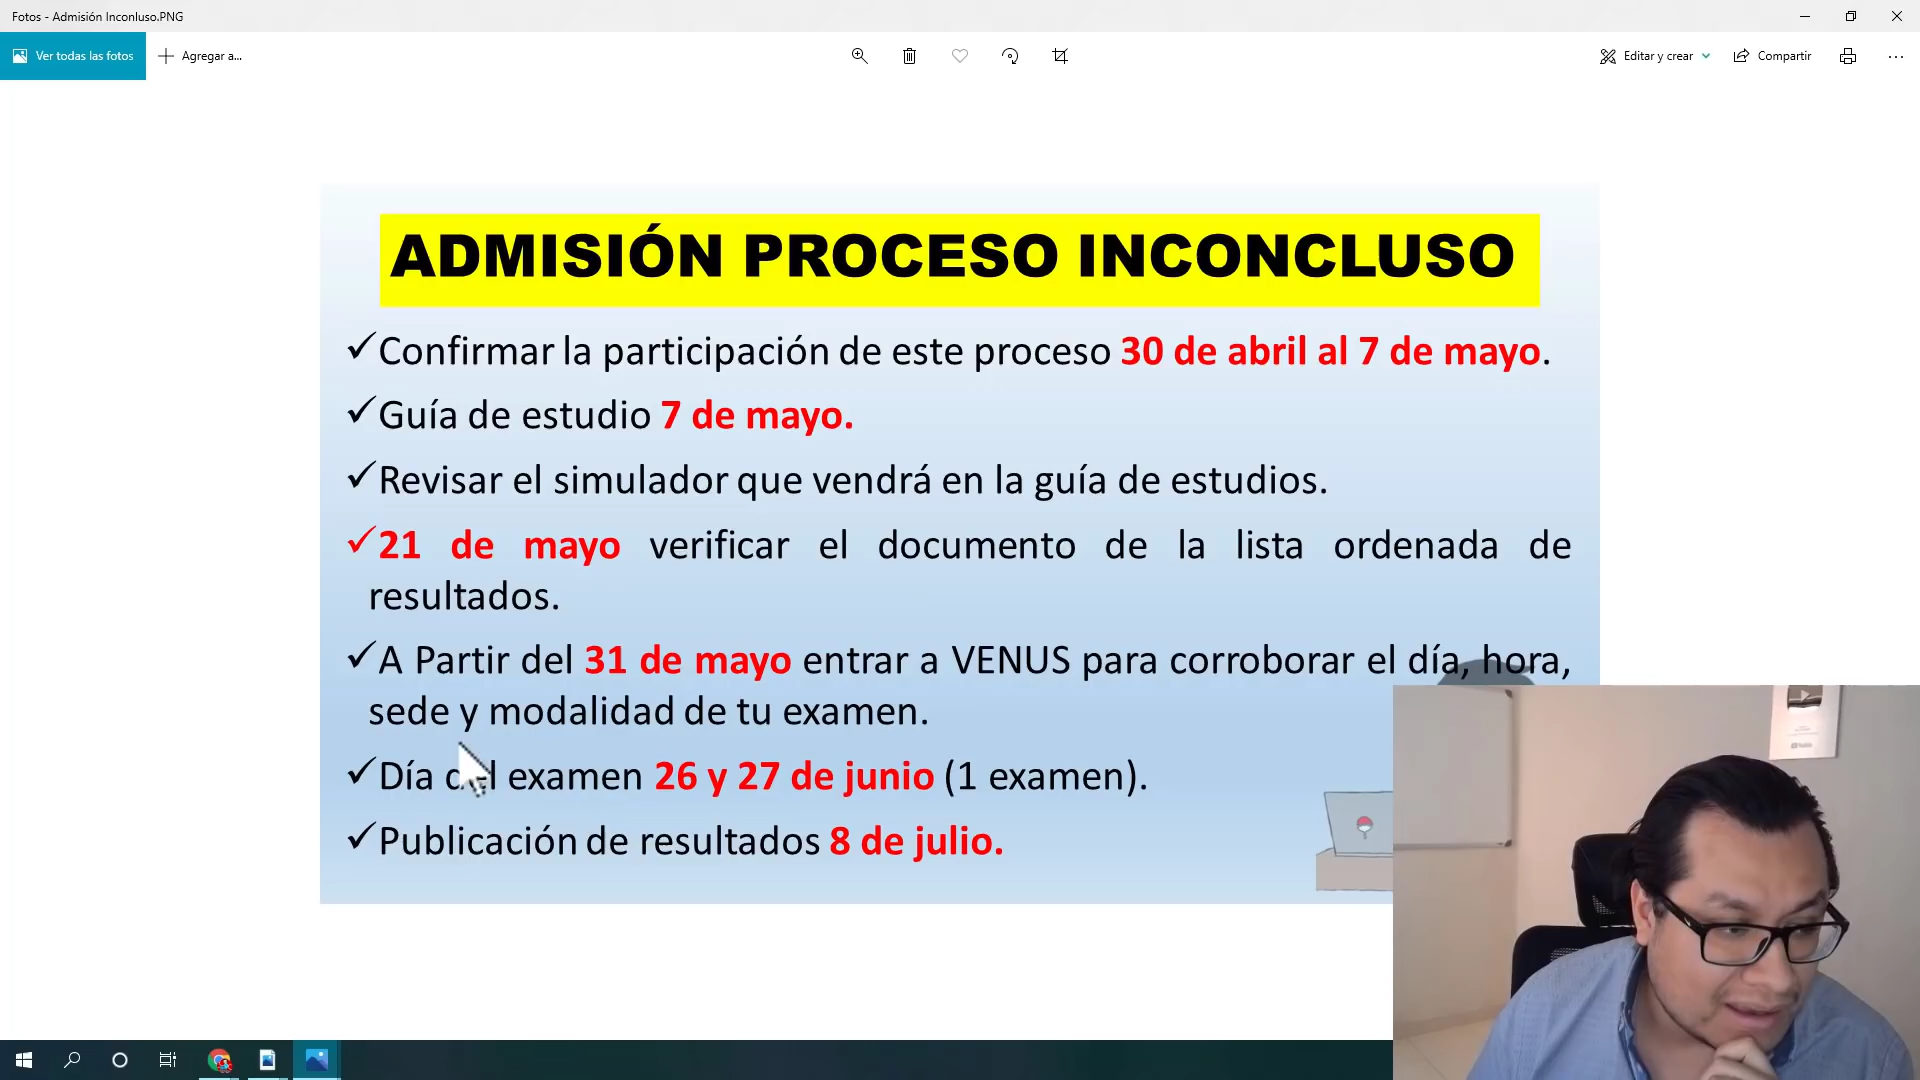 Fotos - Admisión Inconluso.PNG
Ver todas las fotos
Agregar a...
Editar y crear
Compartir
ADMISIÓN PROCESO INCONCLUSO
✓Confirmar la participación de este proceso 30 de abril al 7 de mayo.
✓Guía de estudio 7 de mayo.
✓Revisar el simulador que vendrá en la guía de estudios.
✓21 de mayo verificar el documento de la lista ordenada de
resultados.
✓A Partir del 31 de mayo entrar a VENUS para corroborar el día, hora,
sede y modalidad de tu examen.
✓Día del examen 26 y 27 de junio (1 examen).
✓Publicación de resultados 8 de julio.